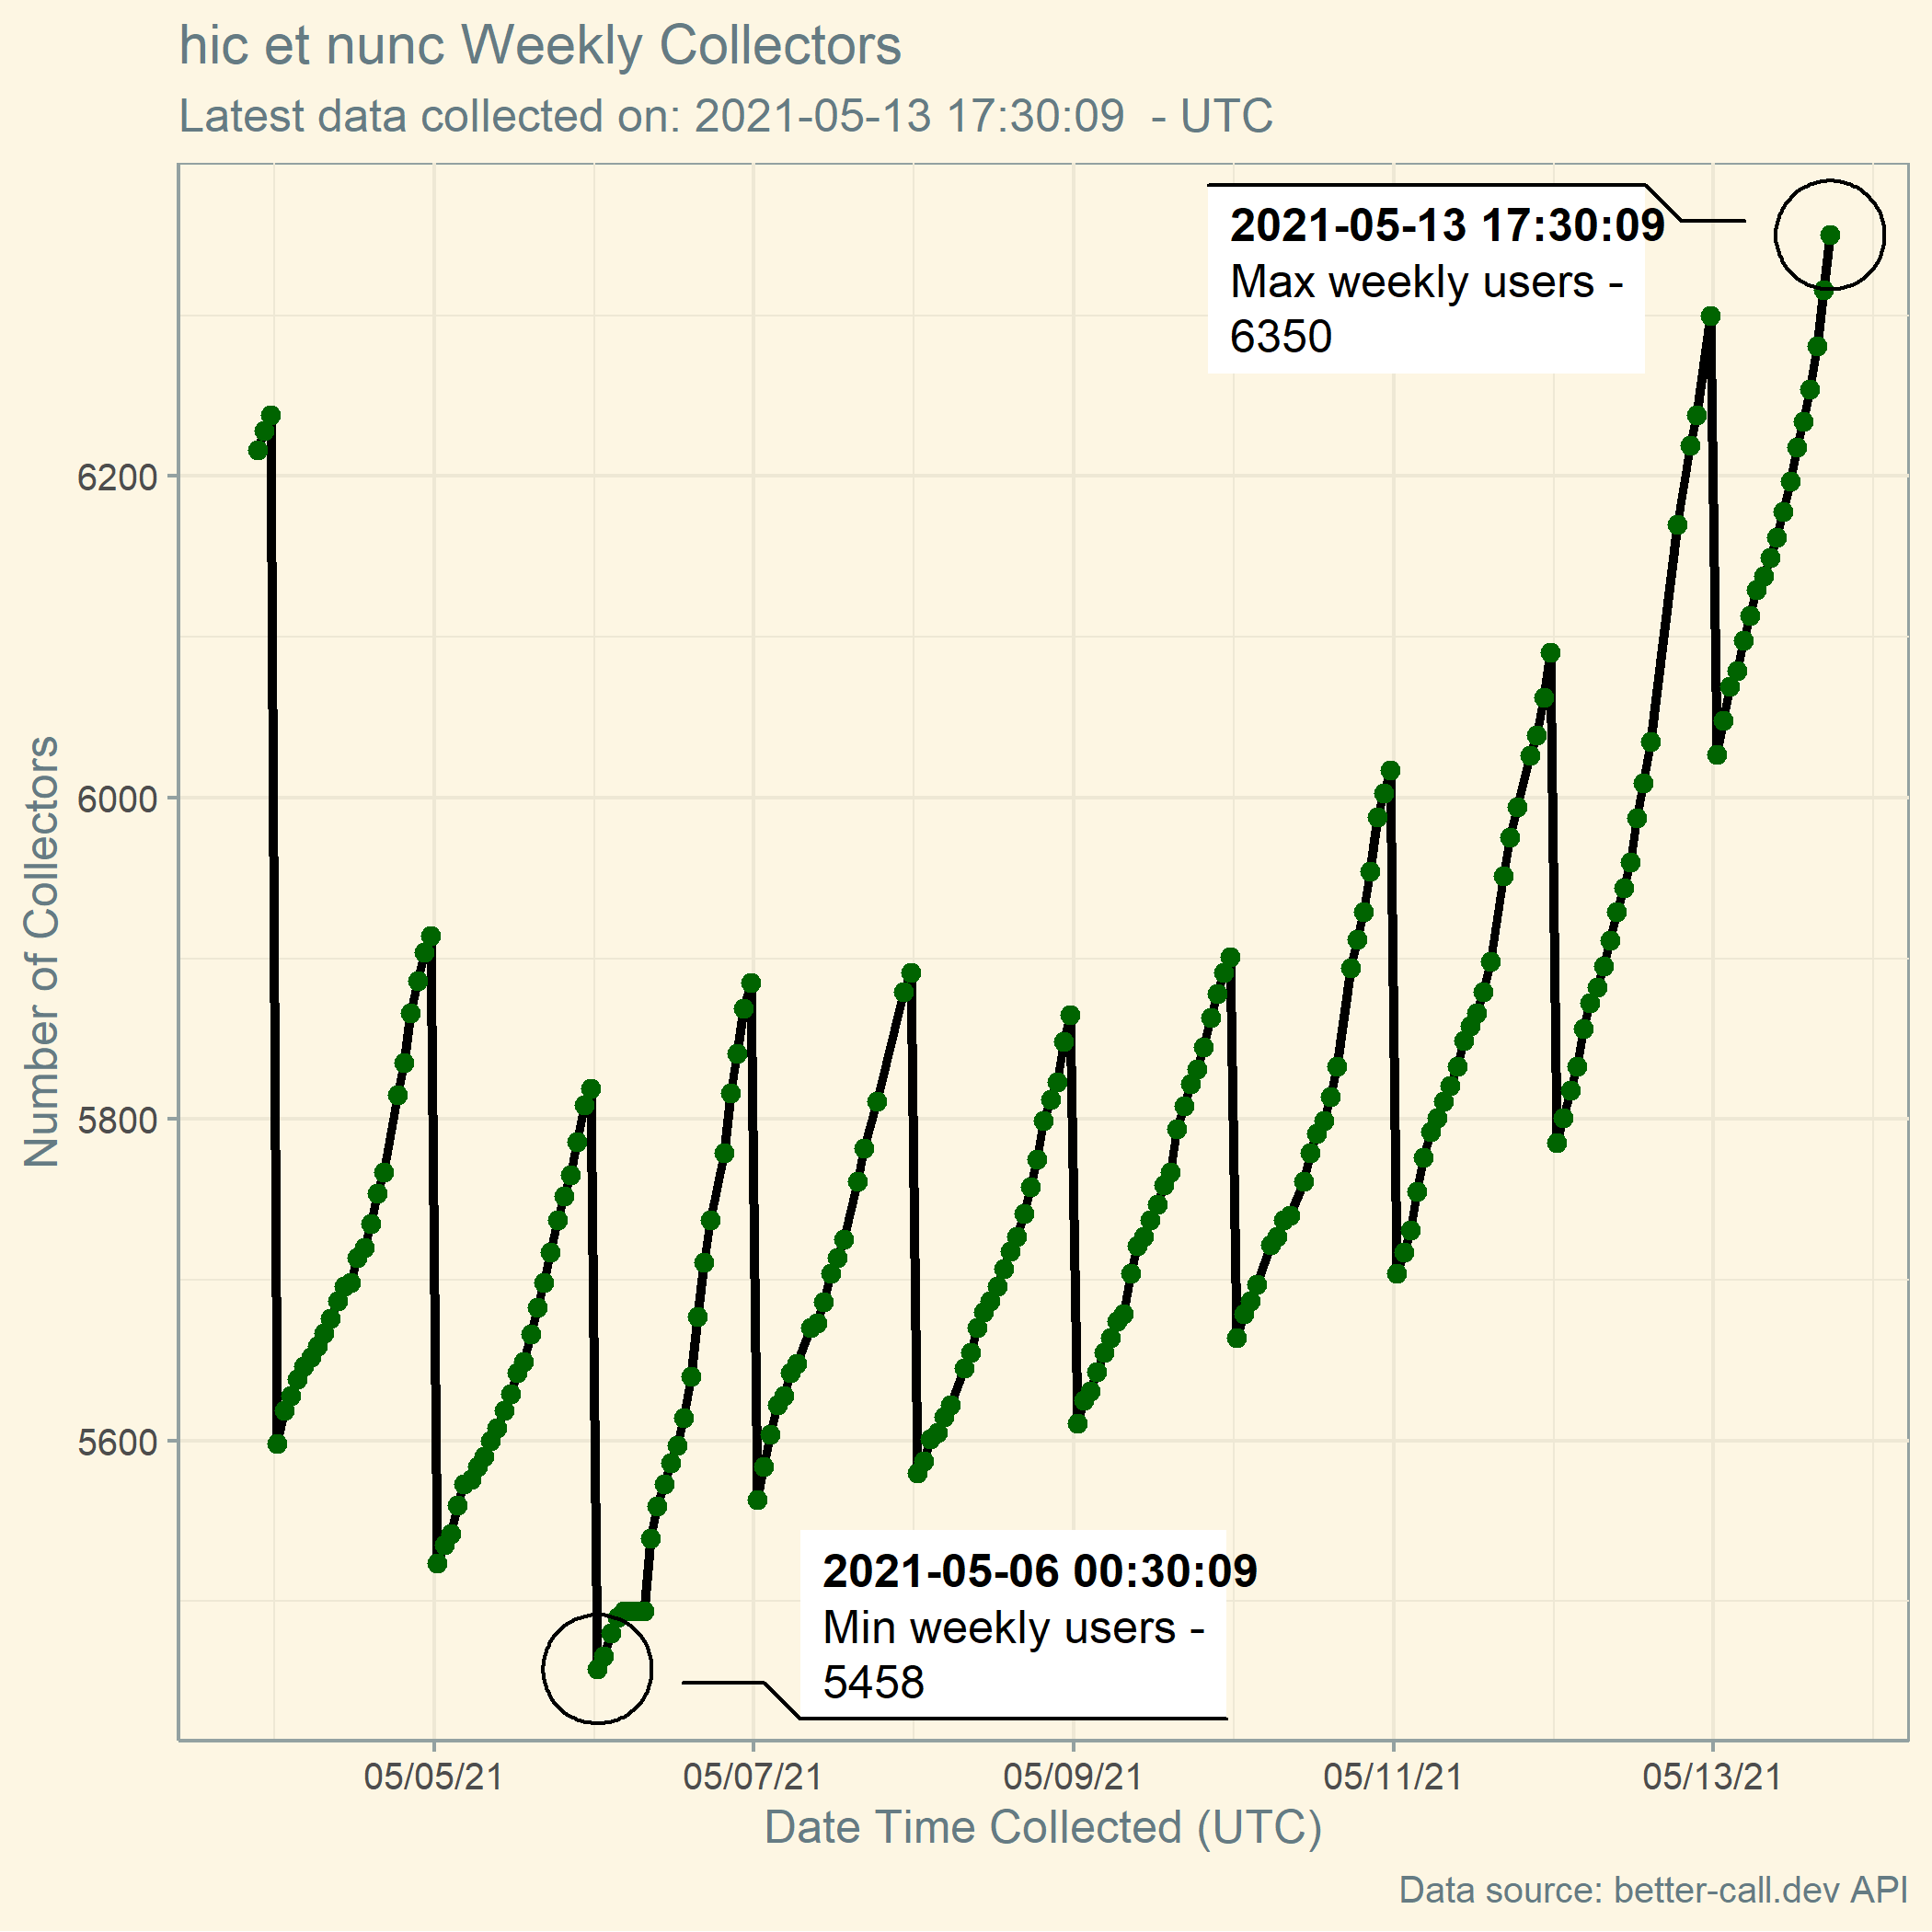 hic et nunc Weekly Collectors
Latest data collected on: 2021-05-13 17:30:09  - UTC
2021-05-13 17:30:09
Max weekly users -
6350
6200
6000
5800
5600
Number of Collectors
2021-05-06 00:30:09
Min weekly users -
5458
05/05/21 05/07/21 05/09/21 05/11/21 05/13/21
Date Time Collected (UTC)
Data source: better-call.dev API